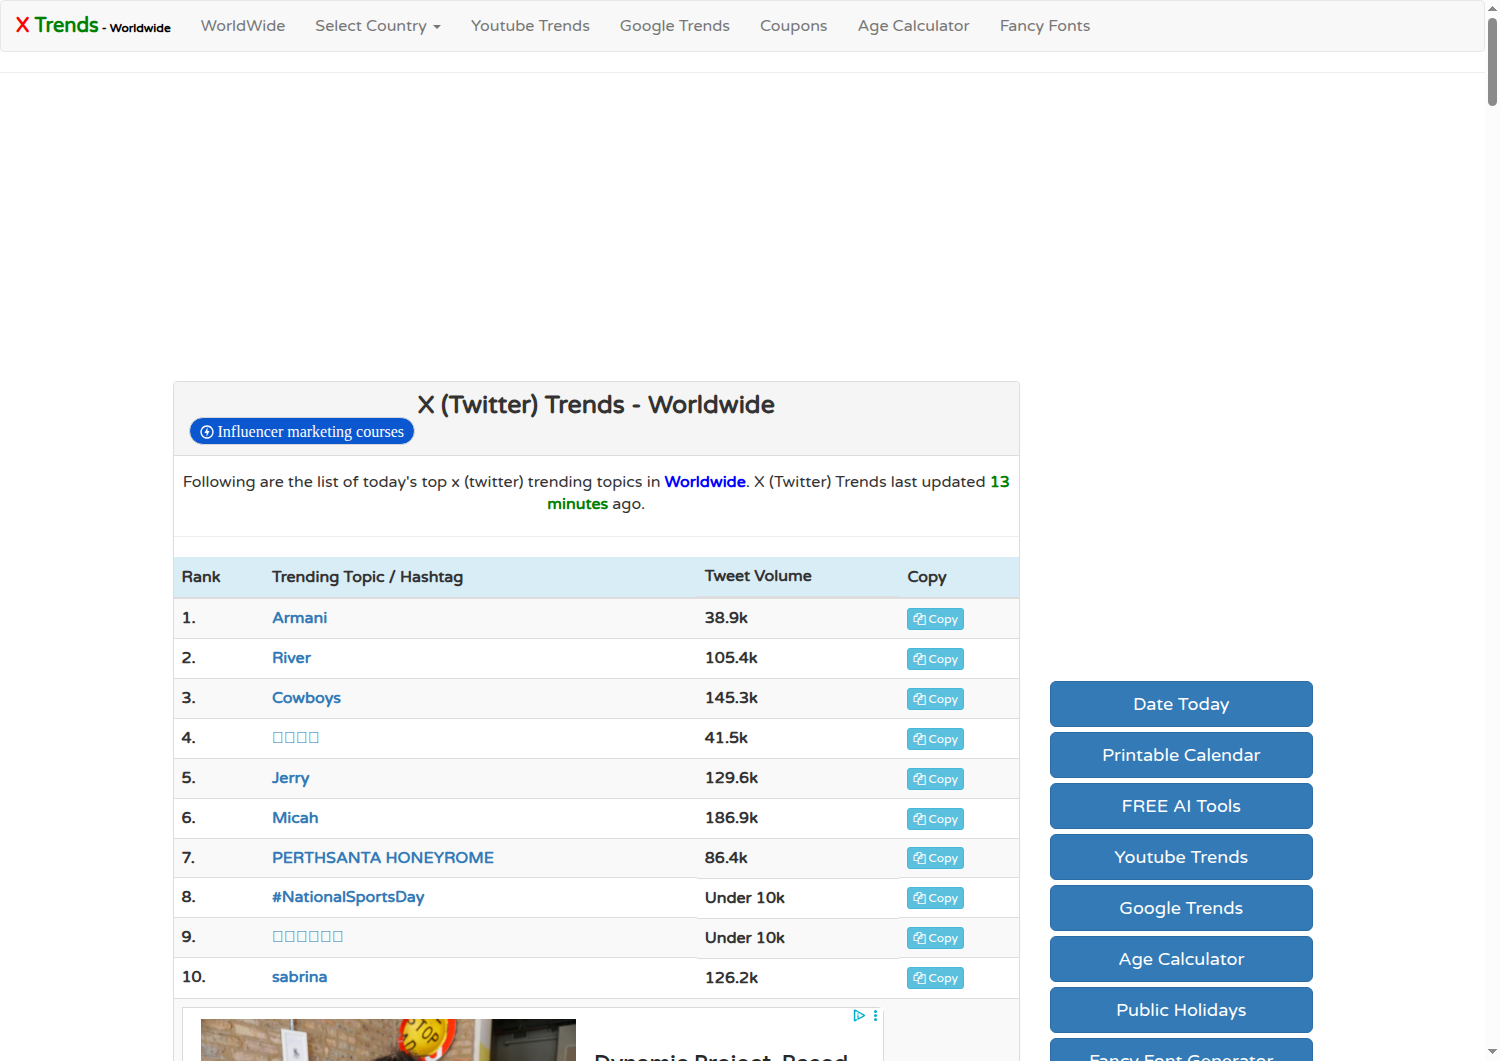 X Trends - Worldwide WorldWide Select Country Youtube Trends Google Trends Coupons Age Calculator Fancy Fonts
X (Twitter) Trends - Worldwide
Influencer marketing courses
Following are the list of today's top x (twitter) trending topics in Worldwide. X (Twitter) Trends last updated 13
minutes ago.
Rank Trending Topic / Hashtag Tweet Volume Copy
1. Armani 38.9k Copy
2. River 105.4k Copy
3. Cowboys 145.3k Copy
4. 41.5k Copy
5. Jerry 129.6k Copy
6. Micah 186.9k Copy
7. PERTHSANTA HONEYROME 86.4k Copy
8. #NationalSportsDay Under 10k Copy
9. Under 10k Copy
10. sabrina 126.2k Copy
Dynamic Project-Based
Date Today
Printable Calendar
FREE AI Tools
Youtube Trends
Google Trends
Age Calculator
Public Holidays
Fancy Font Generator